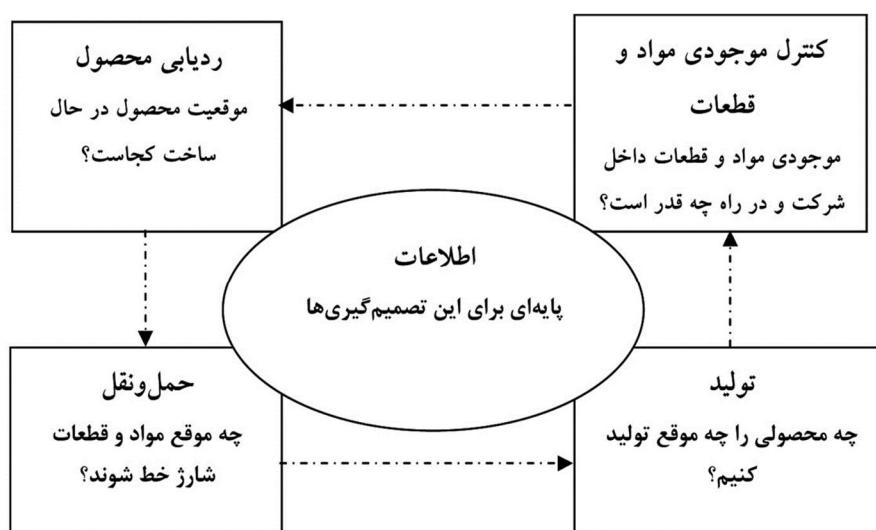 کنترل موجودی مواد و
قطعات
موجودی مواد و قطعات داخل
شرکت و در راه چه قدر است؟
ردیابی محصول
موقعیت محصول در حال
ساخت کجاست؟
اطلاعات
پایه‌ای برای این تصمیم‌گیری‌ها
تولید
چه محصولی را چه موقع تولید
کنیم؟
حمل‌ونقل
چه موقع مواد و قطعات
شارژ خط شوند؟